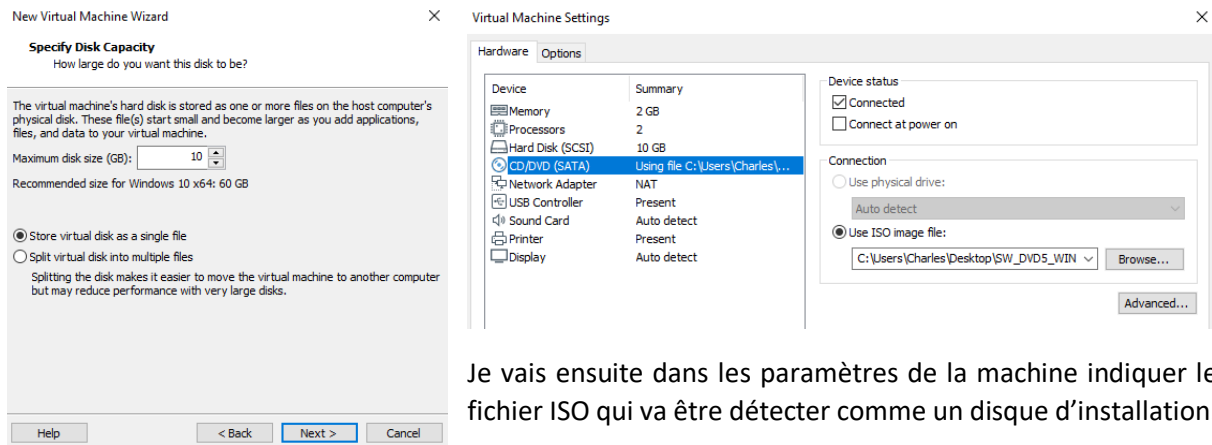 New Virtual Machine Wizard
Specify Disk Capacity
How large do you want this disk to be?
The virtual machine's hard disk is stored as one or more files on the host computer's
physical disk. These file(s) start small and become larger as you add applications,
files, and data to your virtual machine.
Maximum disk size (GB): 10
Recommended size for Windows 10 x64: 60 GB
Store virtual disk as a single file
Split virtual disk into multiple files
Splitting the disk makes it easier to move the virtual machine to another computer
but may reduce performance with very large disks.
Help < Back Next > Cancel
Virtual Machine Settings
Hardware Options
Device Summary
Memory 2 GB
Processors 2
Hard Disk (SCSI) 10 GB
CD/DVD (SATA) Using file C:\Users\Charles\...
Network Adapter NAT
USB Controller Present
Sound Card Auto detect
Printer Present
Display Auto detect
Device status
Connected
Connect at power on
Connection
Use physical drive:
Auto detect
Use ISO image file:
C:\Users\Charles\Desktop\SW_DVD5_WIN Browse...
Advanced...
Je vais ensuite dans les paramètres de la machine indiquer le
fichier ISO qui va être détecter comme un disque d'installation